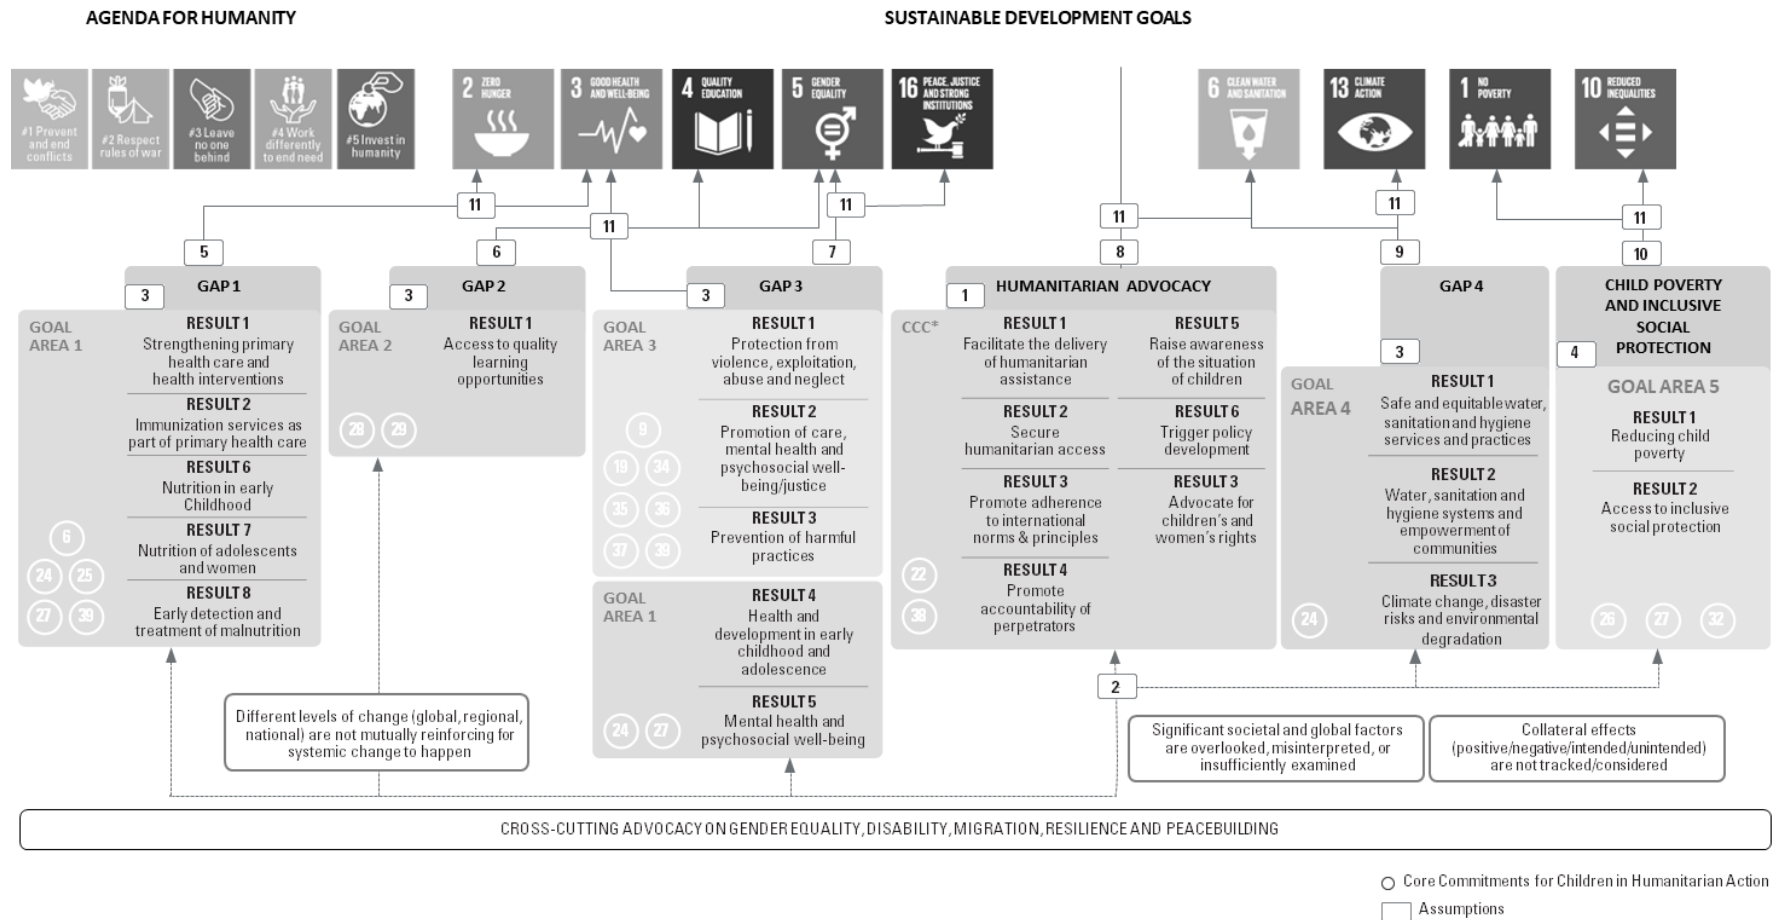 AGENDA FOR HUMANITY
SUSTAINABLE DEVELOPMENT GOALS
#1 Prevent
and end
conflicts
#2 Respect
rules of war
#3 Leave
no one
behind
#4 Work
differently
to end need
#5 Invest in
humanity
2 ZERO
HUNGER
3 GOOD HEALTH
AND WELL-BEING
4 QUALITY
EDUCATION
5 GENDER
EQUALITY
16 PEACE, JUSTICE
AND STRONG
INSTITUTIONS
6 CLEAN WATER
AND SANITATION
13 CLIMATE
ACTION
1 NO
POVERTY
10 REDUCED
INEQUALITIES
11
11
11
11
11
11
5
6
7
8
9
10
3
GAP 1
GOAL
AREA 1
RESULT 1
Strengthening primary
health care and
health interventions
RESULT 2
Immunization services as
part of primary health care
RESULT 6
Nutrition in early
Childhood
RESULT 7
Nutrition of adolescents
and women
RESULT 8
Early detection and
treatment of malnutrition
6
24 25
27 39
3
GAP 2
GOAL
AREA 2
RESULT 1
Access to quality
learning
opportunities
28 29
3
GAP 3
GOAL
AREA 3
RESULT 1
Protection from
violence, exploitation,
abuse and neglect
RESULT 2
Promotion of care,
mental health and
psychosocial well-
being/justice
RESULT 3
Prevention of harmful
practices
9
19 34
35 36
37 39
GOAL
AREA 1
RESULT 4
Health and
development in early
childhood and
adolescence
RESULT 5
Mental health and
psychosocial well-being
24 27
1
HUMANITARIAN ADVOCACY
CCC*
RESULT 1
Facilitate the delivery
of humanitarian
assistance
RESULT 2
Secure
humanitarian access
RESULT 3
Promote adherence
to international
norms & principles
RESULT 4
Promote
accountability of
perpetrators
RESULT 5
Raise awareness
of the situation
of children
RESULT 6
Trigger policy
development
RESULT 3
Advocate for
children's and
women's rights
22
38
GAP 4
3
GOAL
AREA 4
RESULT 1
Safe and equitable water,
sanitation and hygiene
services and practices
RESULT 2
Water, sanitation and
hygiene systems and
empowerment of
communities
RESULT 3
Climate change, disaster
risks and environmental
degradation
24
CHILD POVERTY
AND INCLUSIVE
SOCIAL
PROTECTION
4
GOAL AREA 5
RESULT 1
Reducing child
poverty
RESULT 2
Access to inclusive
social protection
26 27 32
2
Different levels of change (global, regional,
national) are not mutually reinforcing for
systemic change to happen
Significant societal and global factors
are overlooked, misinterpreted, or
insufficiently examined
Collateral effects
(positive/negative/intended/unintended)
are not tracked/considered
CROSS-CUTTING ADVOCACY ON GENDER EQUALITY, DISABILITY, MIGRATION, RESILIENCE AND PEACEBUILDING
Core Commitments for Children in Humanitarian Action
Assumptions